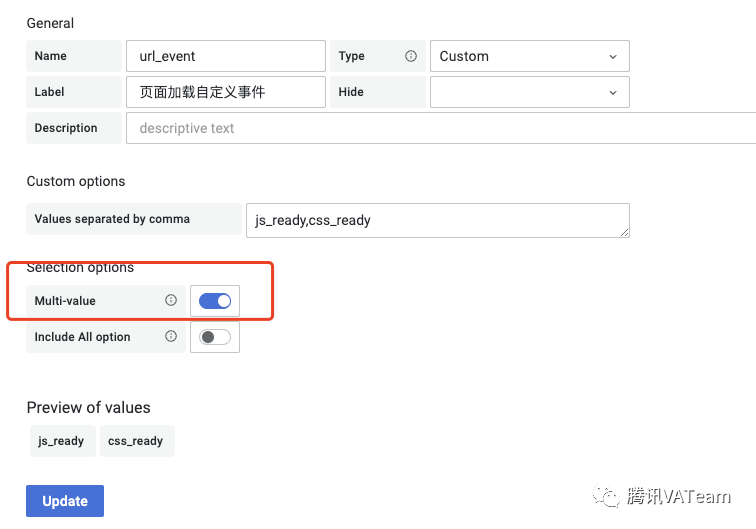 General
Name url_event Type Custom
Label 页面加载自定义事件 Hide
Description descriptive text
Custom options
Values separated by comma js_ready,css_ready
Selection options
Multi-value
Include All option
Preview of values
js_ready css_ready
Update
腾讯VATeam